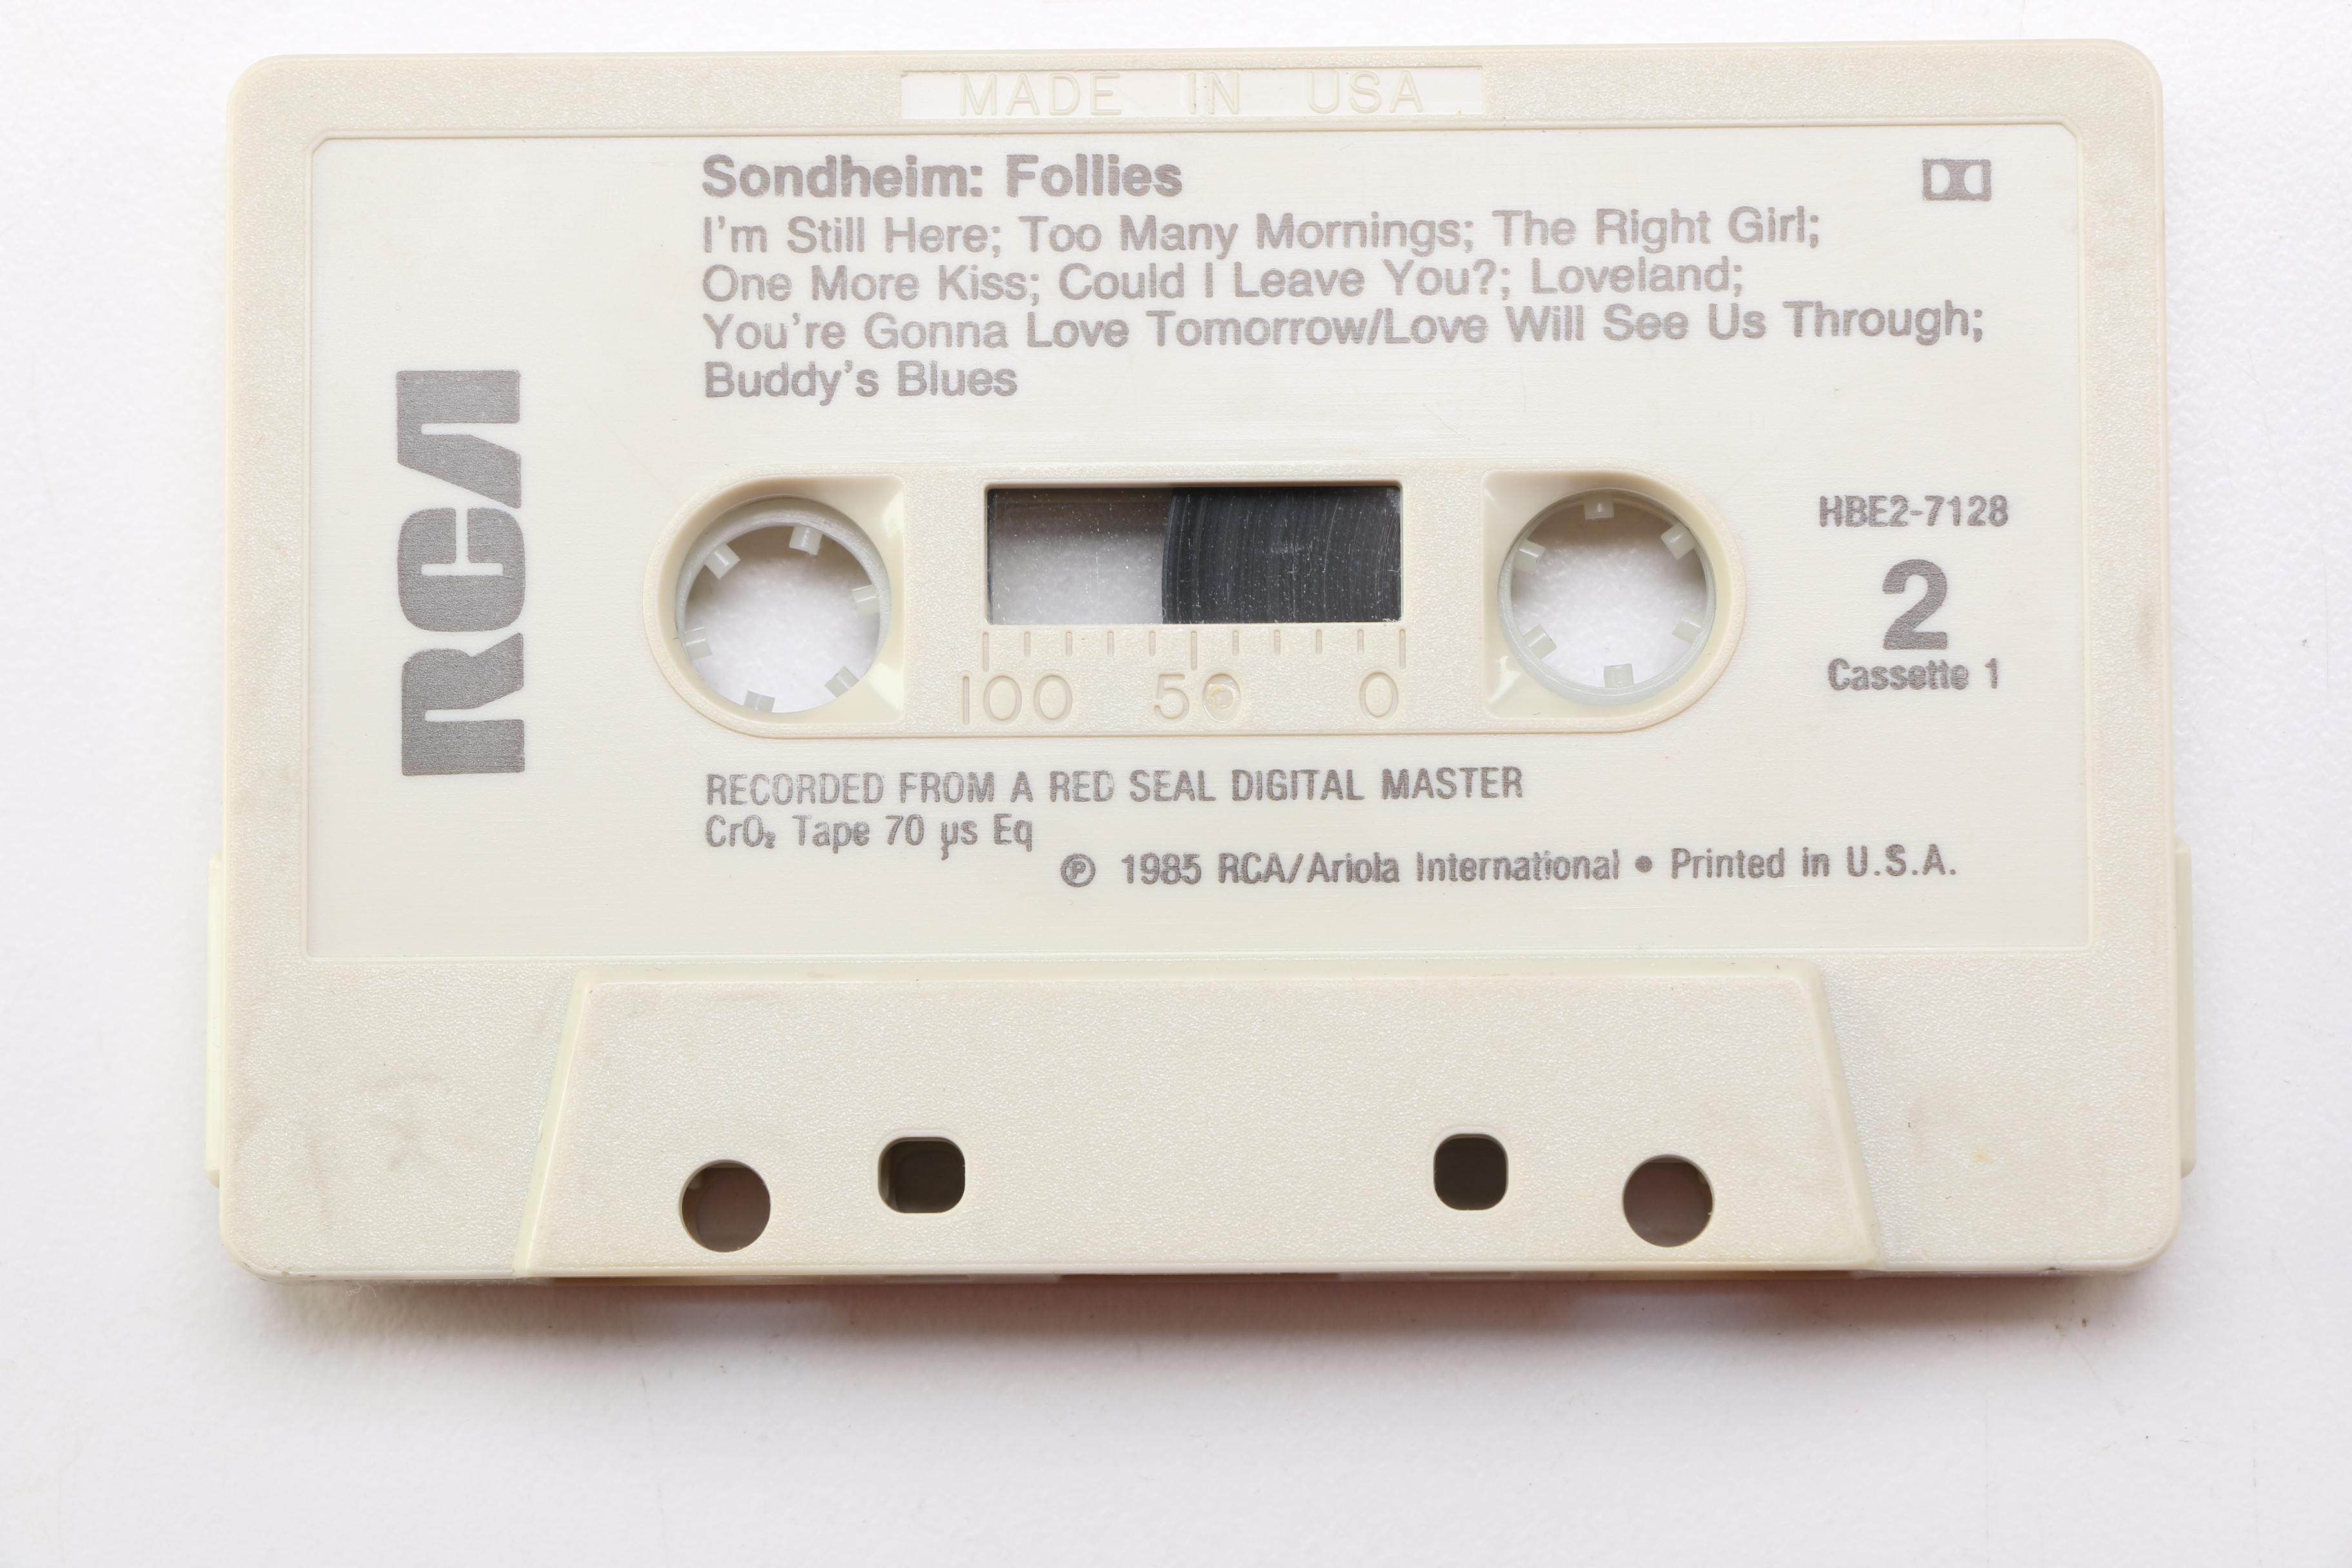 MADE IN USA
Sondheim: Follies
I'm Still Here; Too Many Mornings; The Right Girl;
One More Kiss; Could I Leave You?; Loveland;
You're Gonna Love Tomorrow/Love Will See Us Through;
Buddy's Blues
RCA
HBE2-7128
2
Cassette 1
100 50 0
RECORDED FROM A RED SEAL DIGITAL MASTER
CrO₂ Tape 70 µs Eq
℗ 1985 RCA/Ariola International • Printed in U.S.A.